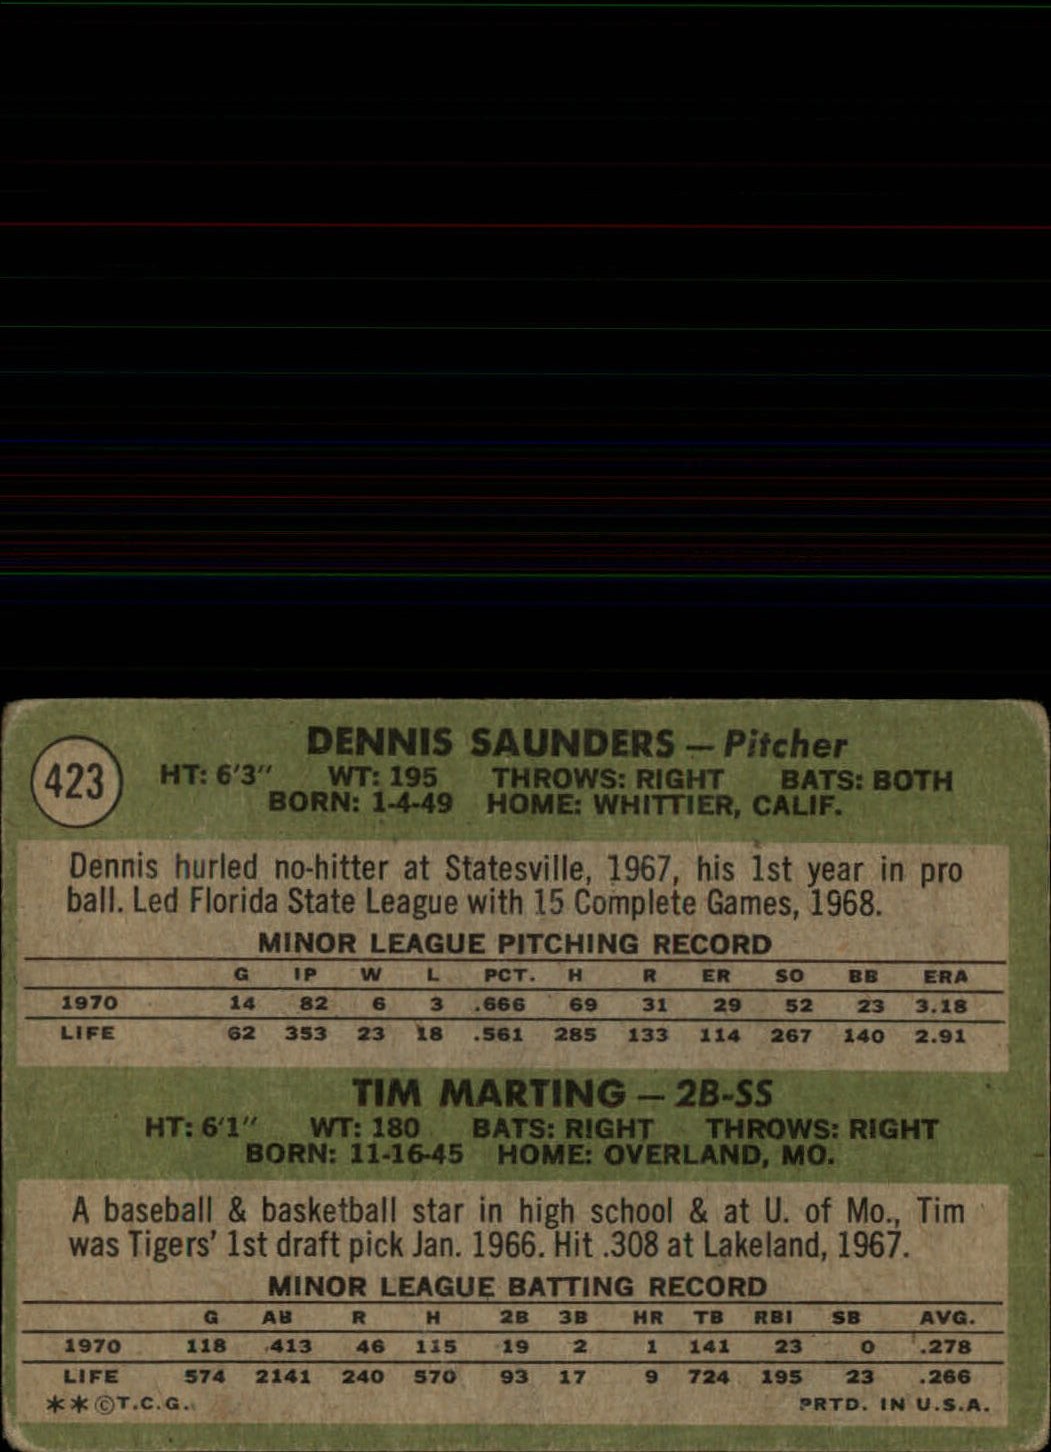 423
DENNIS SAUNDERS — Pitcher
HT: 6'3" WT: 195 THROWS: RIGHT BATS: BOTH
BORN: 1-4-49 HOME: WHITTIER, CALIF.
Dennis hurled no-hitter at Statesville, 1967, his 1st year in pro
ball. Led Florida State League with 15 Complete Games, 1968.
MINOR LEAGUE PITCHING RECORD
G IP W L PCT. H R ER SO BB ERA
1970 14 82 6 3 .666 69 31 29 52 23 3.18
LIFE 62 353 23 18 .561 285 133 114 267 140 2.91
TIM MARTING — 2B-SS
HT: 6'1" WT: 180 BATS: RIGHT THROWS: RIGHT
BORN: 11-16-45 HOME: OVERLAND, MO.
A baseball & basketball star in high school & at U. of Mo., Tim
was Tigers' 1st draft pick Jan. 1966. Hit .308 at Lakeland, 1967.
MINOR LEAGUE BATTING RECORD
G AB R H 2B 3B HR TB RBI SB AVG.
1970 118 413 46 115 19 2 1 141 23 0 .278
LIFE 574 2141 240 570 93 17 9 724 195 23 .266
**©T.C.G. PRTD. IN U.S.A.